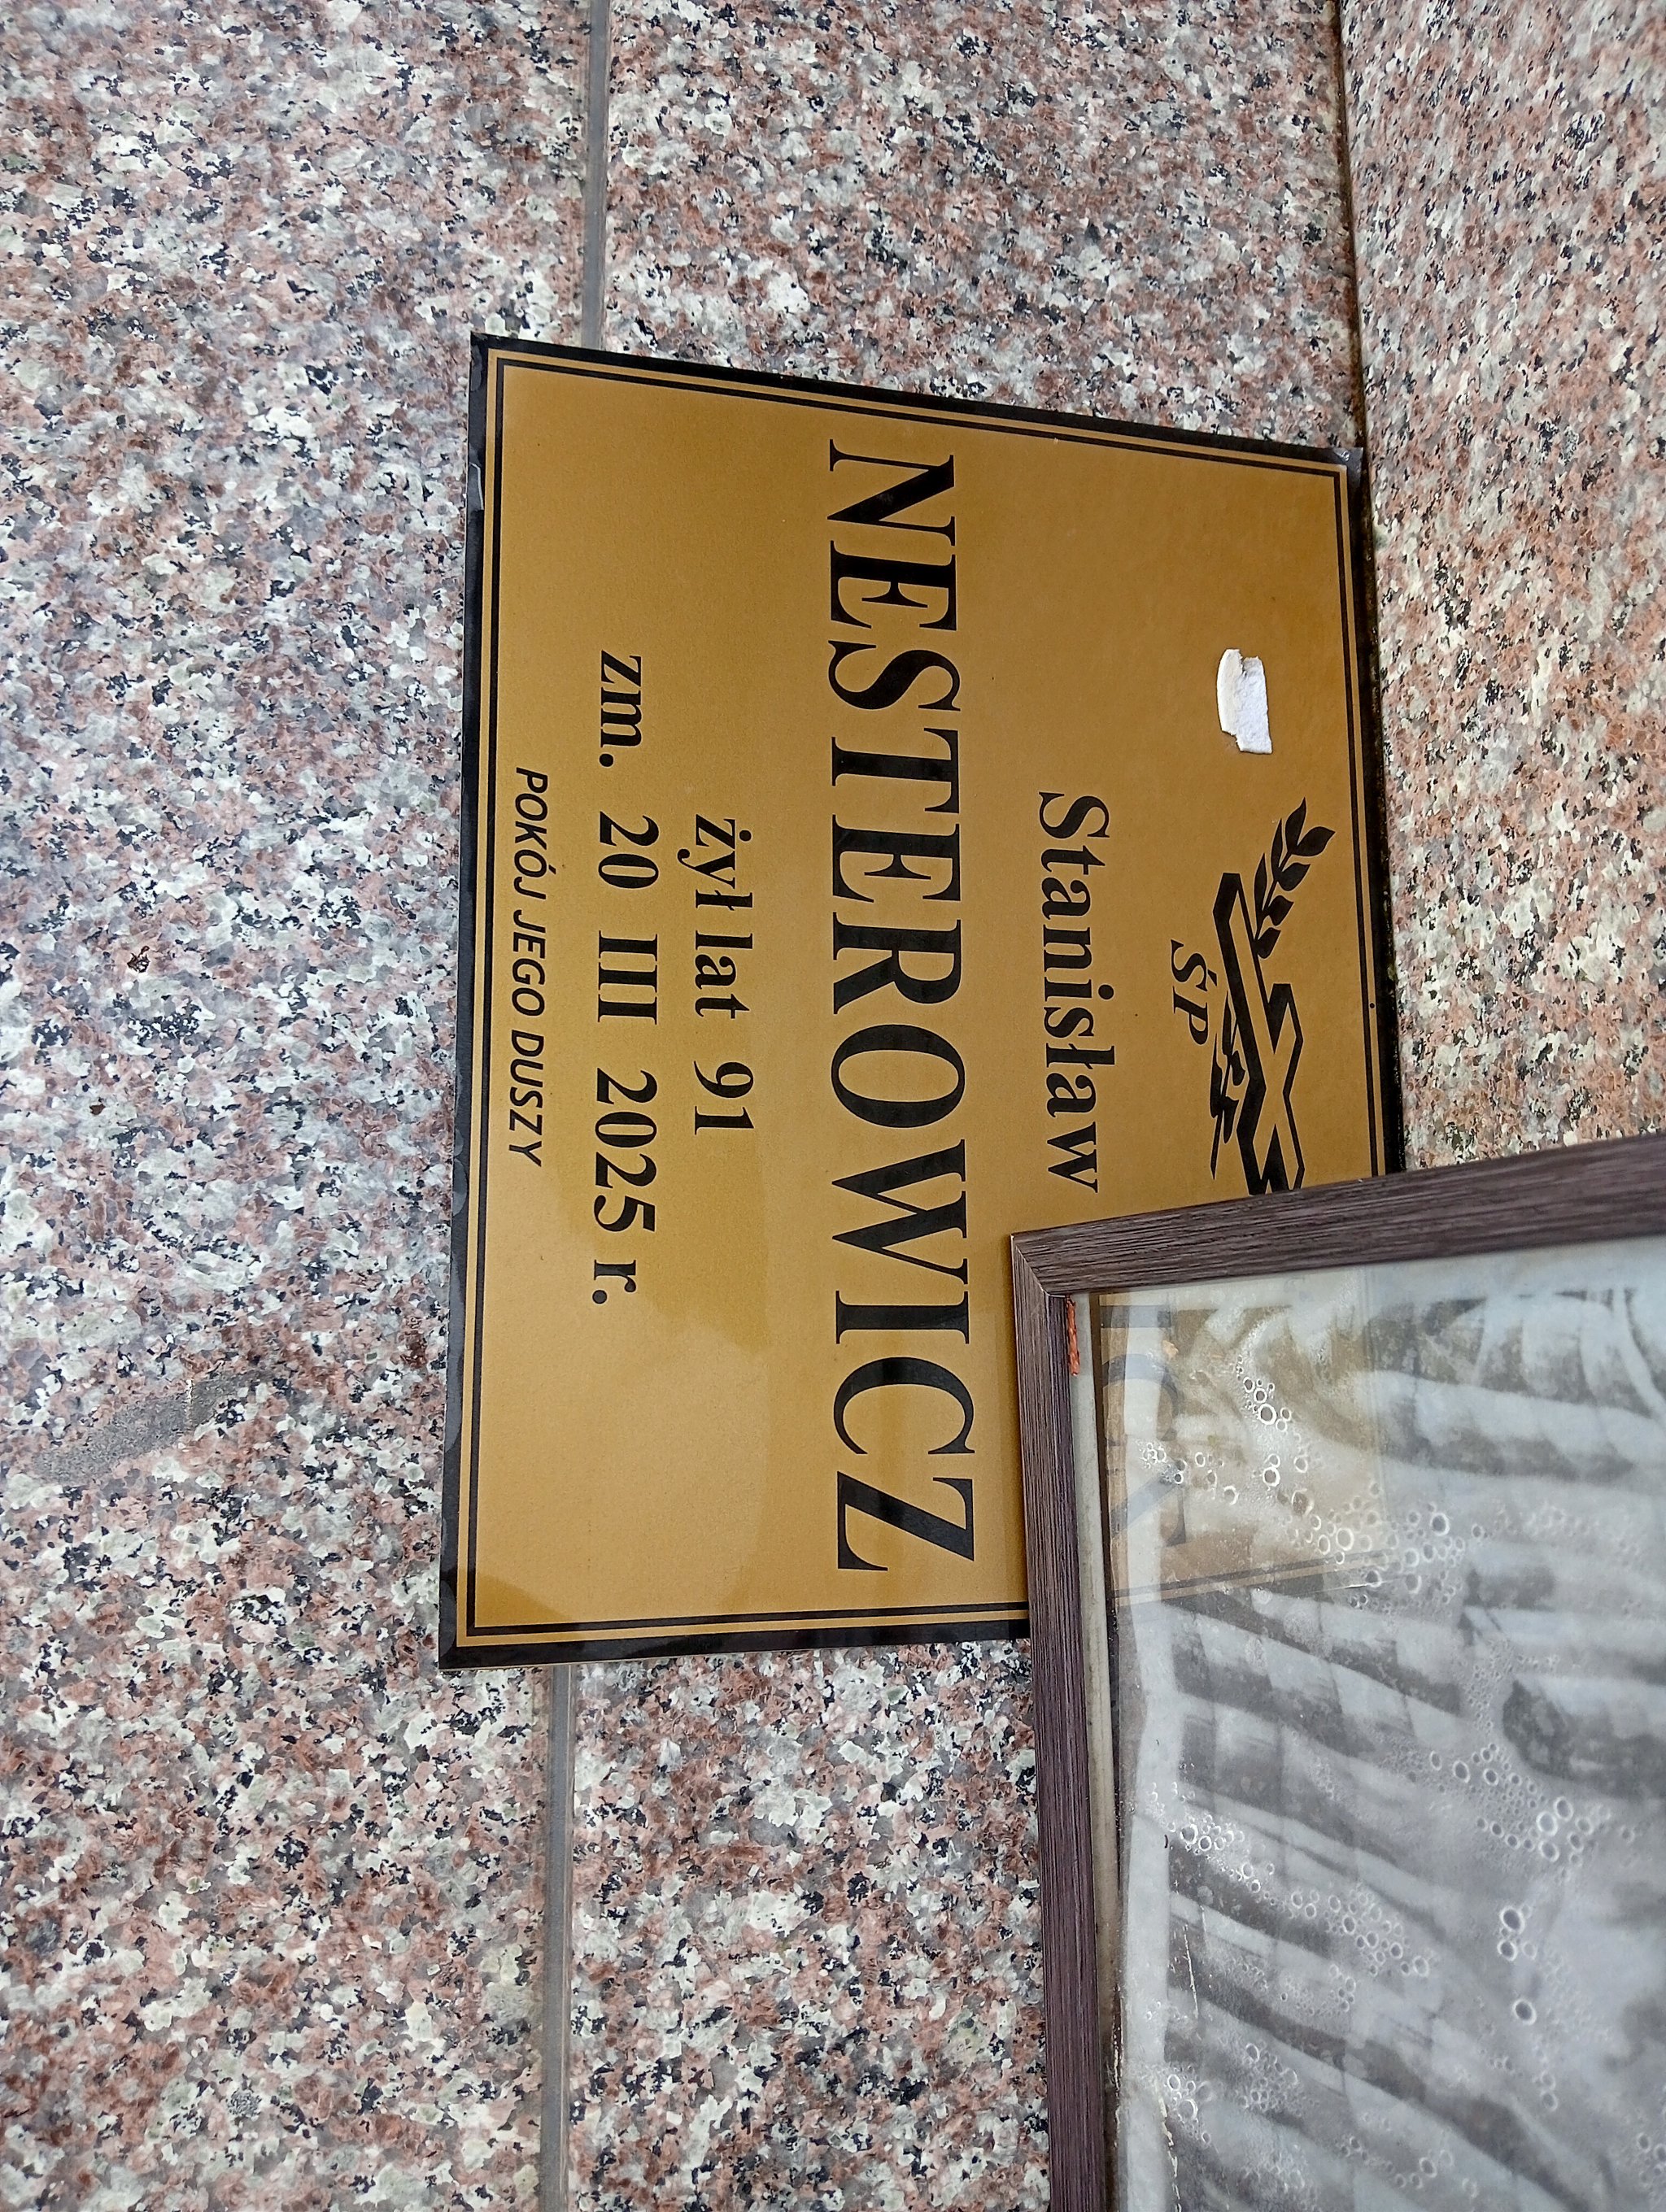 ŚP
Stanisław
NESTEROWICZ
żył lat 91
zm. 20 III 2025 r.
POKÓJ JEGO DUSZY